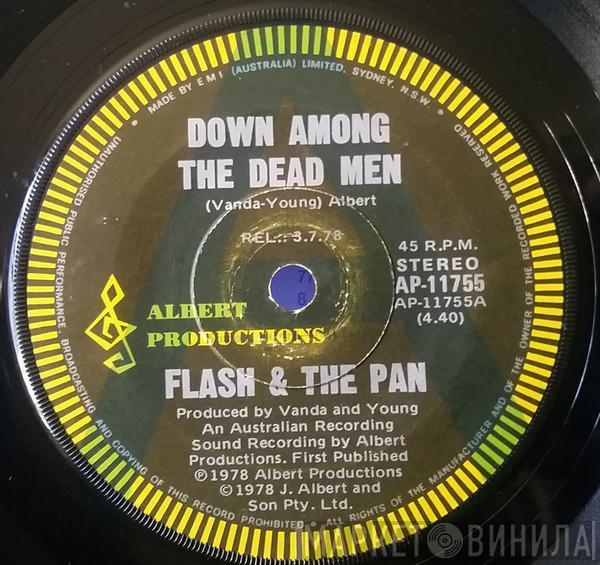 MADE BY EMI (AUSTRALIA) LIMITED, SYDNEY, N.S.W.
UNAUTHORISED PUBLIC PERFORMANCE, BROADCASTING AND COPYING OF THIS RECORD PROHIBITED. ALL RIGHTS OF THE MANUFACTURER AND OF THE OWNER OF THE RECORDED WORK RESERVED
DOWN AMONG
THE DEAD MEN
(Vanda-Young) Albert
REL.: 3.7.78
45 R.P.M.
STEREO
AP-11755
AP-11755A
(4.40)
ALBERT
PRODUCTIONS
FLASH & THE PAN
Produced by Vanda and Young
An Australian Recording
Sound Recording by Albert
Productions. First Published
℗1978 Albert Productions
©1978 J. Albert and
Son Pty. Ltd.
МАРКЕТ ВИНИЛА